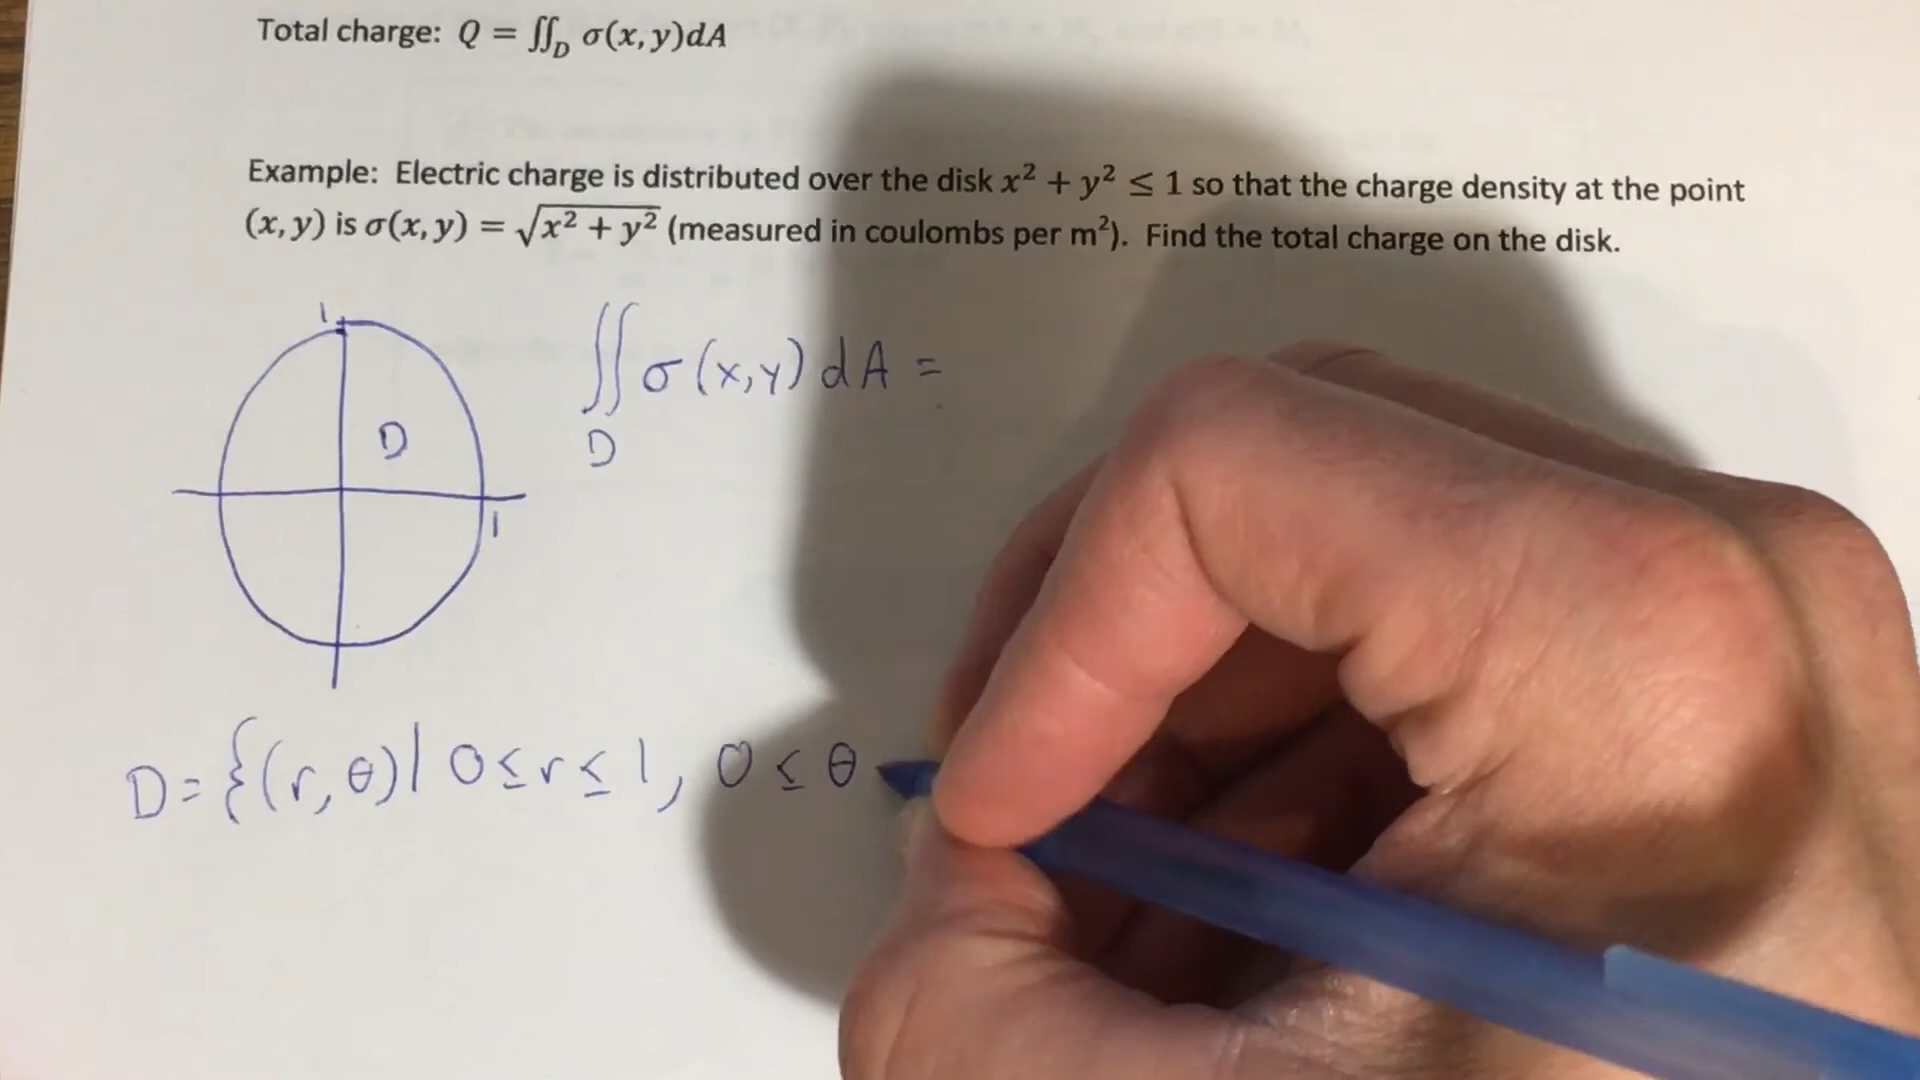 Total charge: Q = ∬_D σ(x, y)dA
Example: Electric charge is distributed over the disk x² + y² ≤ 1 so that the charge density at the point
(x, y) is σ(x, y) = √(x² + y²) (measured in coulombs per m²). Find the total charge on the disk.
1
D
1
∬ σ(x,y) dA =
D
D = {(r, θ) | 0 ≤ r ≤ 1, 0 ≤ θ